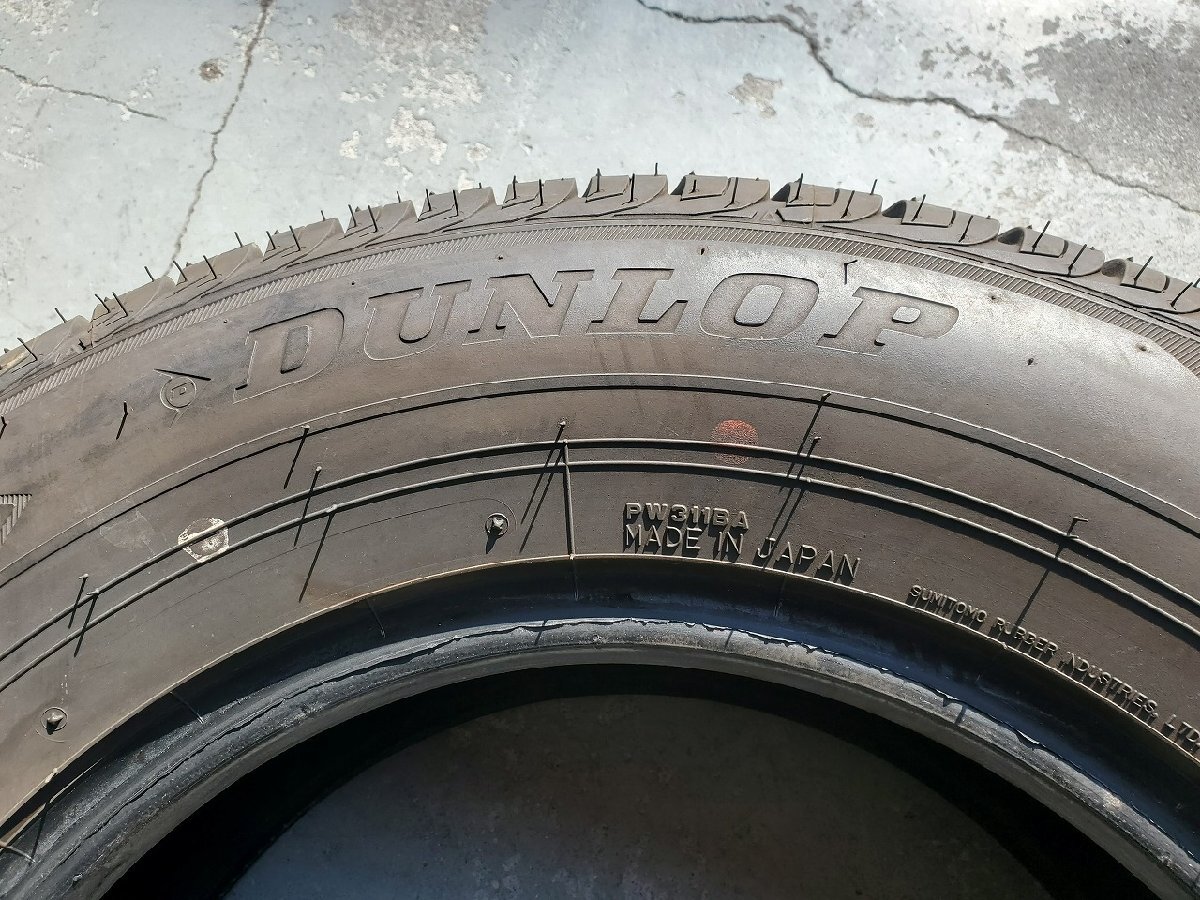 DUNLOP
PW311BA
MADE IN JAPAN
SUMITOMO RUBBER INDUSTRIES, LTD.